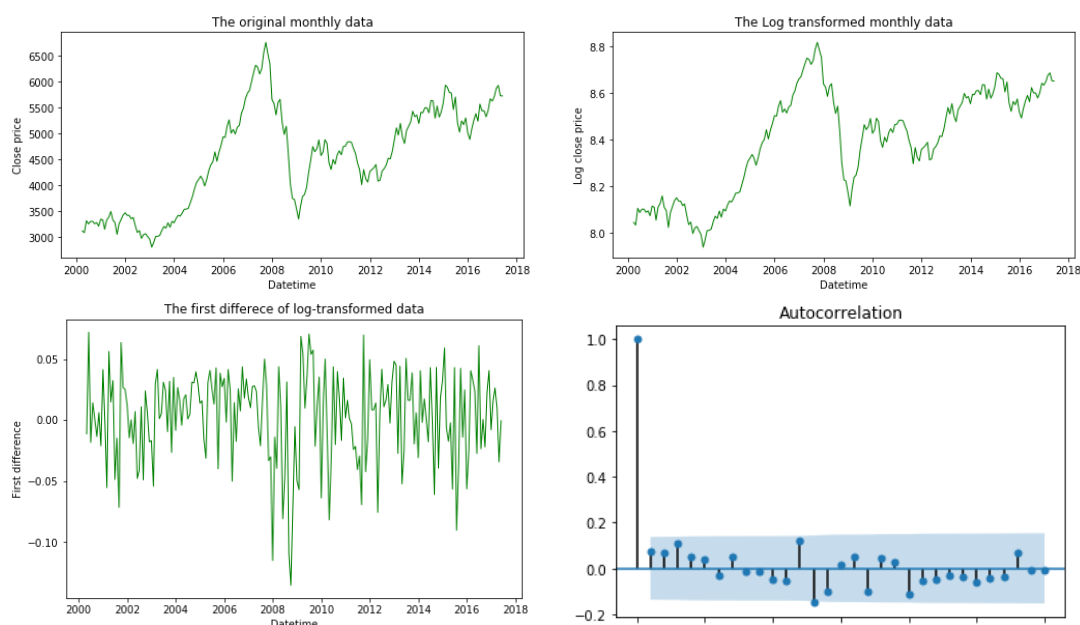 The original monthly data
Close price
6500
6000
5500
5000
4500
4000
3500
3000
2000 2002 2004 2006 2008 2010 2012 2014 2016 2018
Datetime
The Log transformed monthly data
Log close price
8.8
8.6
8.4
8.2
8.0
2000 2002 2004 2006 2008 2010 2012 2014 2016 2018
Datetime
The first differece of log-transformed data
First difference
0.05
0.00
−0.05
−0.10
2000 2002 2004 2006 2008 2010 2012 2014 2016 2018
Datetime
Autocorrelation
1.0
0.8
0.6
0.4
0.2
0.0
−0.2